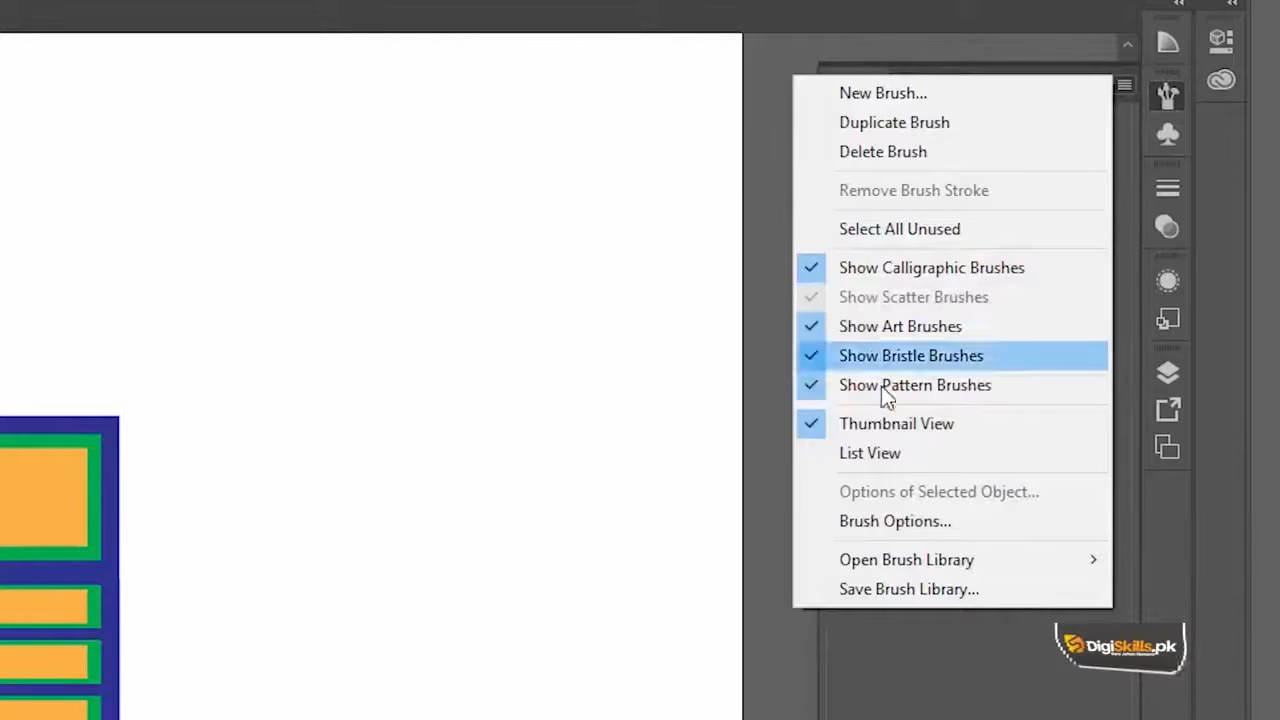 New Brush...
Duplicate Brush
Delete Brush
Remove Brush Stroke
Select All Unused
Show Calligraphic Brushes
Show Scatter Brushes
Show Art Brushes
Show Bristle Brushes
Show Pattern Brushes
Thumbnail View
List View
Options of Selected Object...
Brush Options...
Open Brush Library
Save Brush Library...
DigiSkills.pk